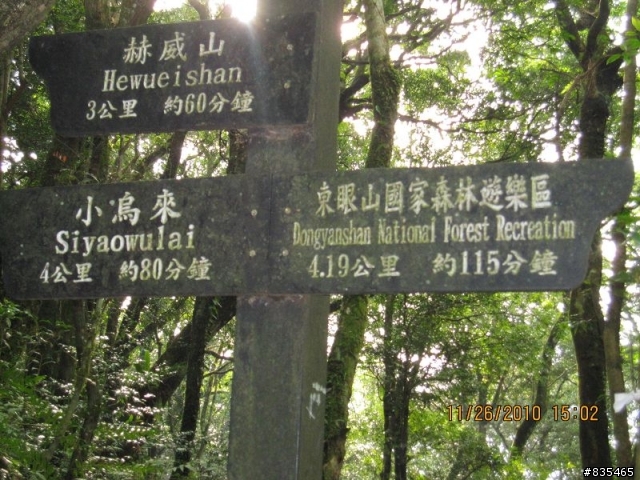 赫威山
Hewueishan
3公里 約60分鐘
小烏來
Siyaowulai
4公里 約80分鐘
東眼山國家森林遊樂區
Dongyanshan National Forest Recreation
4.19公里 約115分鐘
11/26/2010 15:02
#835465